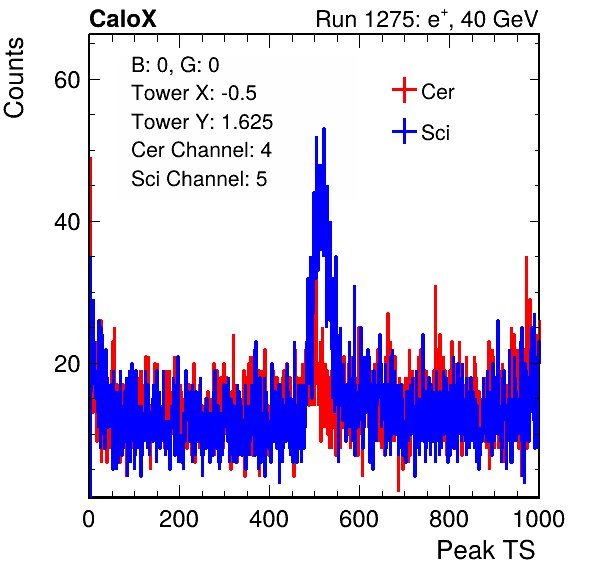 CaloX Run 1275: e⁺, 40 GeV
Counts
B: 0, G: 0
Tower X: -0.5
Tower Y: 1.625
Cer Channel: 4
Sci Channel: 5
Cer
Sci
60
40
20
0 200 400 600 800 1000
Peak TS